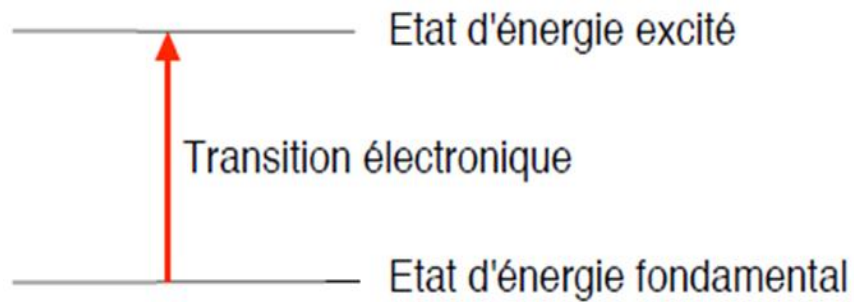 Etat d'énergie excité
Transition électronique
Etat d'énergie fondamental